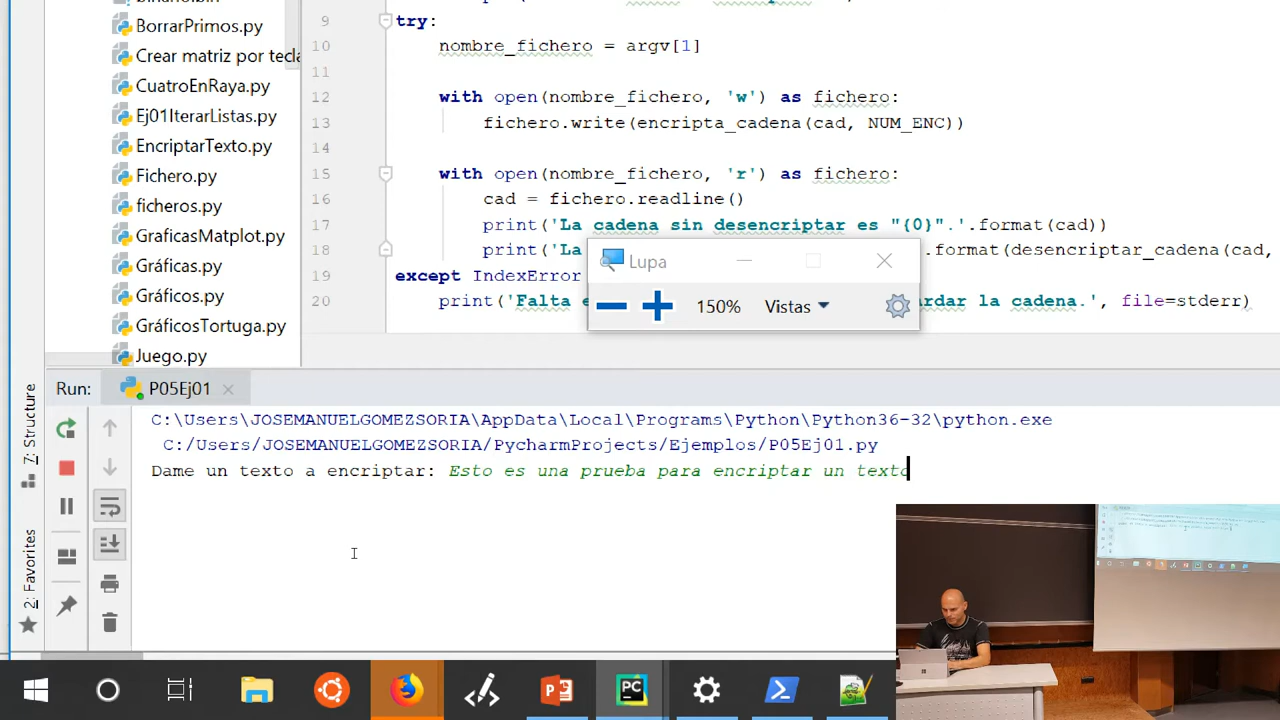 binario.bin
BorrarPrimos.py
Crear matriz por tecla
CuatroEnRaya.py
Ej01IterarListas.py
EncriptarTexto.py
Fichero.py
ficheros.py
GraficasMatplot.py
Gráficas.py
Gráficos.py
GráficosTortuga.py
Juego.py
9 try:
10 nombre_fichero = argv[1]
11
12 with open(nombre_fichero, 'w') as fichero:
13 fichero.write(encripta_cadena(cad, NUM_ENC))
14
15 with open(nombre_fichero, 'r') as fichero:
16 cad = fichero.readline()
17 print('La cadena sin desencriptar es "{0}".'.format(cad))
18 print('La .format(desencriptar_cadena(cad,
19 except IndexError
20 print('Falta e ardar la cadena.', file=stderr)
Lupa
150% Vistas
Run: P05Ej01
C:\Users\JOSEMANUELGOMEZSORIA\AppData\Local\Programs\Python\Python36-32\python.exe
C:/Users/JOSEMANUELGOMEZSORIA/PycharmProjects/Ejemplos/P05Ej01.py
Dame un texto a encriptar: Esto es una prueba para encriptar un texto
7: Structure
2: Favorites
PC